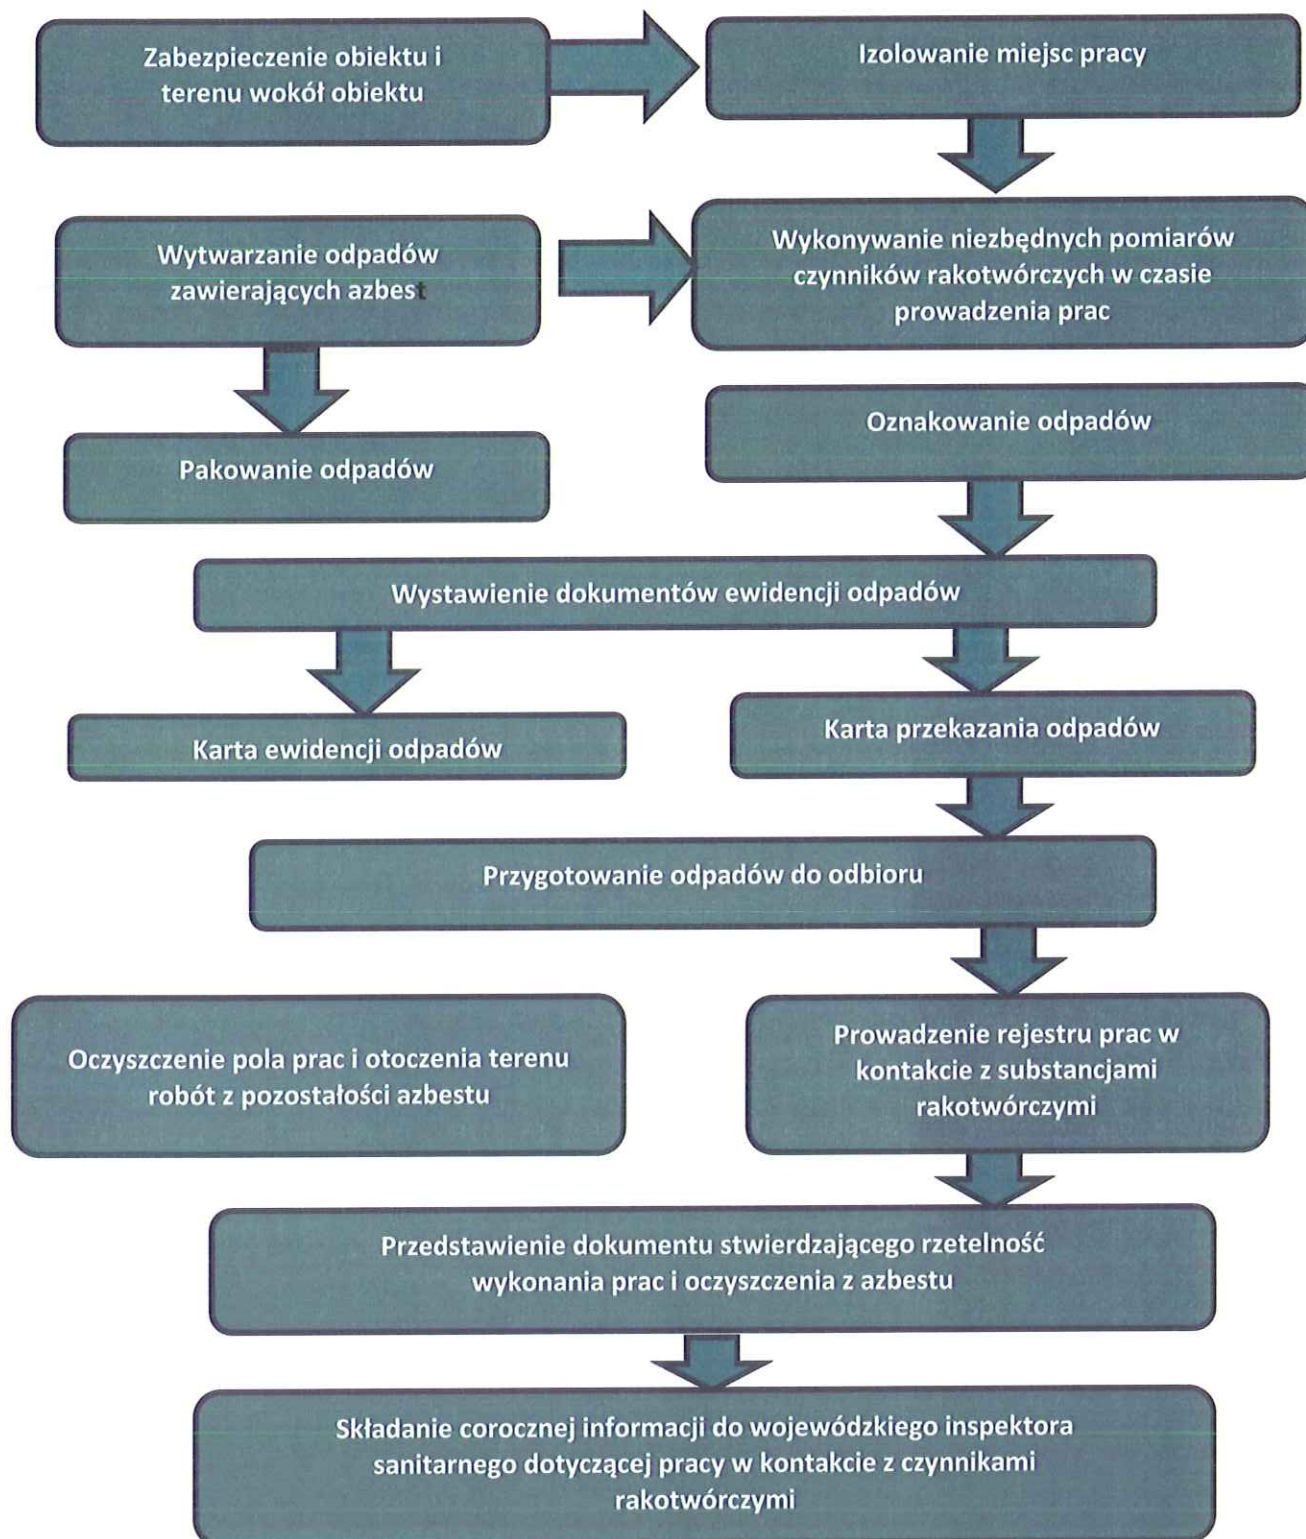 Zabezpieczenie obiektu i
terenu wokół obiektu
Izolowanie miejsc pracy
Wytwarzanie odpadów
zawierających azbest
Wykonywanie niezbędnych pomiarów
czynników rakotwórczych w czasie
prowadzenia prac
Oznakowanie odpadów
Pakowanie odpadów
Wystawienie dokumentów ewidencji odpadów
Karta ewidencji odpadów
Karta przekazania odpadów
Przygotowanie odpadów do odbioru
Oczyszczenie pola prac i otoczenia terenu
robót z pozostałości azbestu
Prowadzenie rejestru prac w
kontakcie z substancjami
rakotwórczymi
Przedstawienie dokumentu stwierdzającego rzetelność
wykonania prac i oczyszczenia z azbestu
Składanie corocznej informacji do wojewódzkiego inspektora
sanitarnego dotyczącej pracy w kontakcie z czynnikami
rakotwórczymi